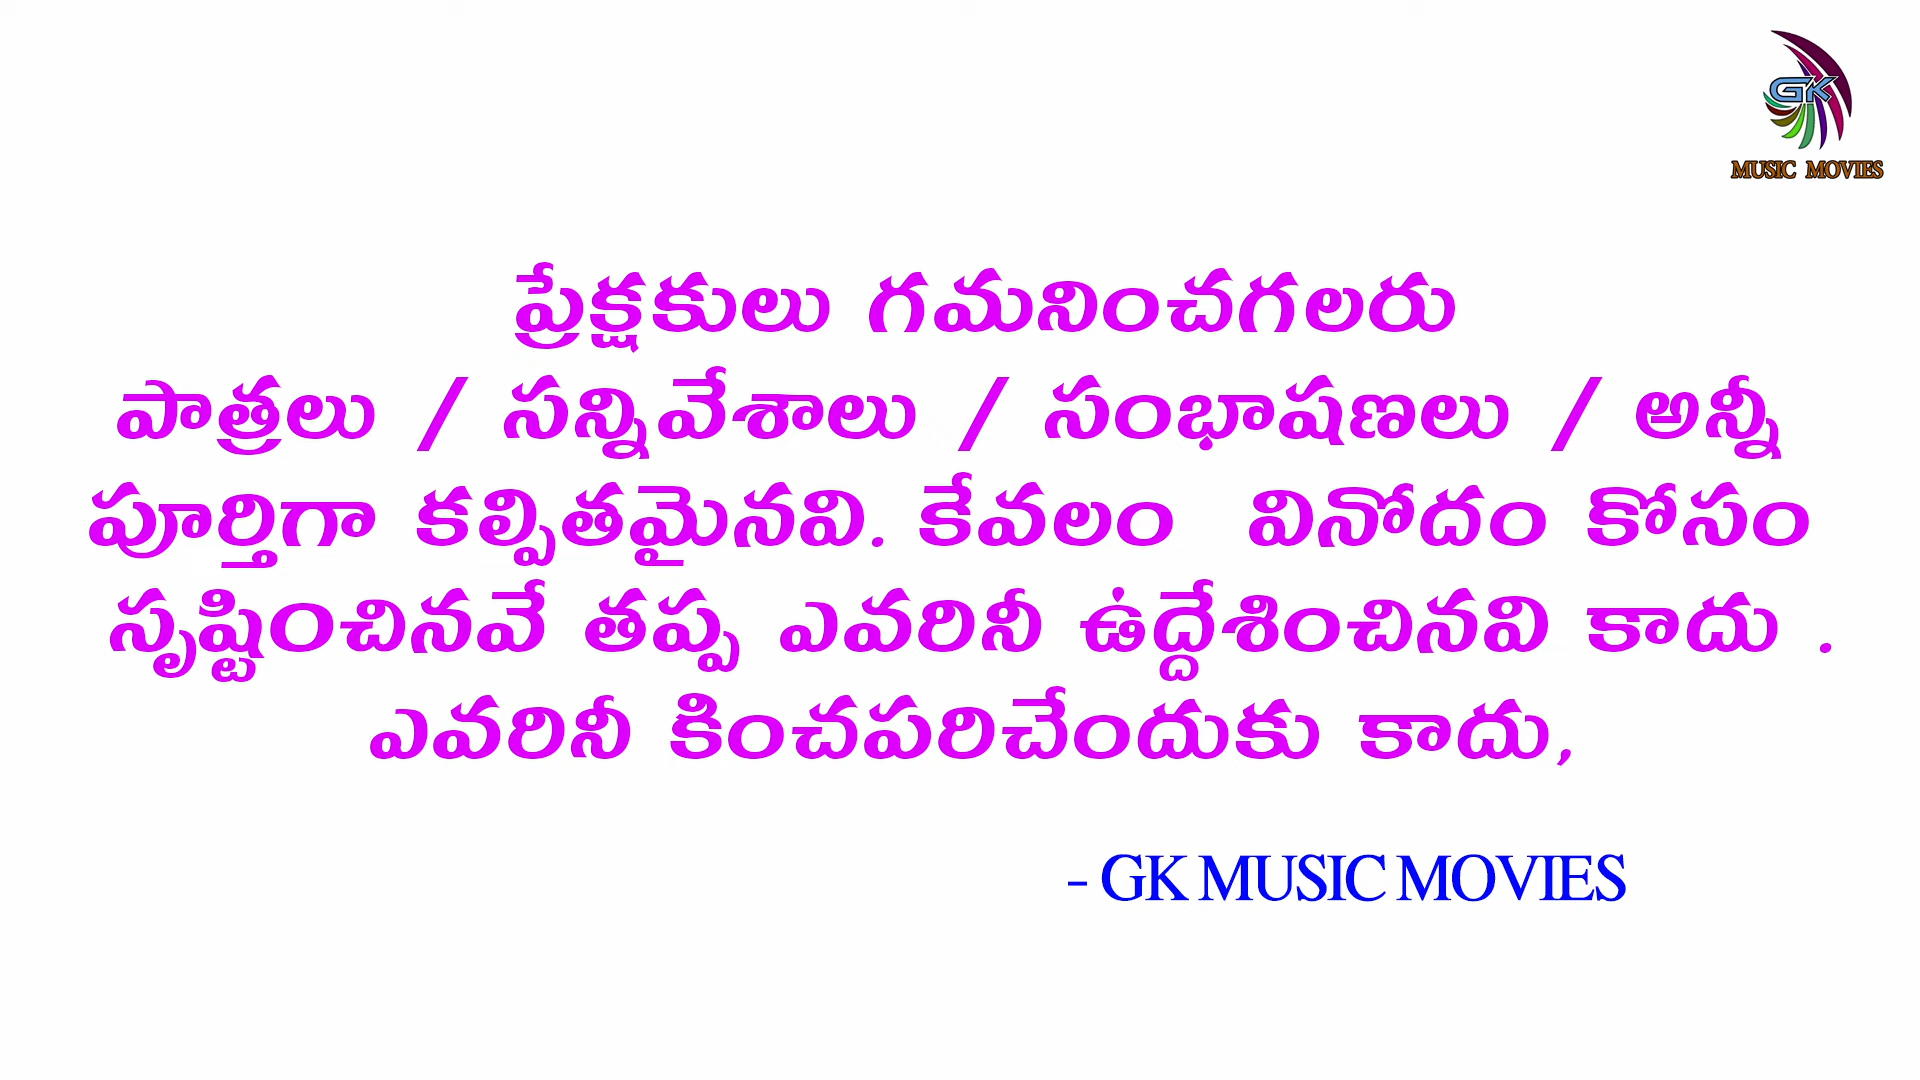 GK
MUSIC MOVIES
ప్రేక్షకులు గమనించగలరు
పాత్రలు / సన్నివేశాలు / సంభాషణలు / అన్నీ
పూర్తిగా కల్పితమైనవి. కేవలం వినోదం కోసం
సృష్టించినవే తప్ప ఎవరినీ ఉద్దేశించినవి కాదు .
ఎవరినీ కించపరిచేందుకు కాదు,
- GK MUSIC MOVIES